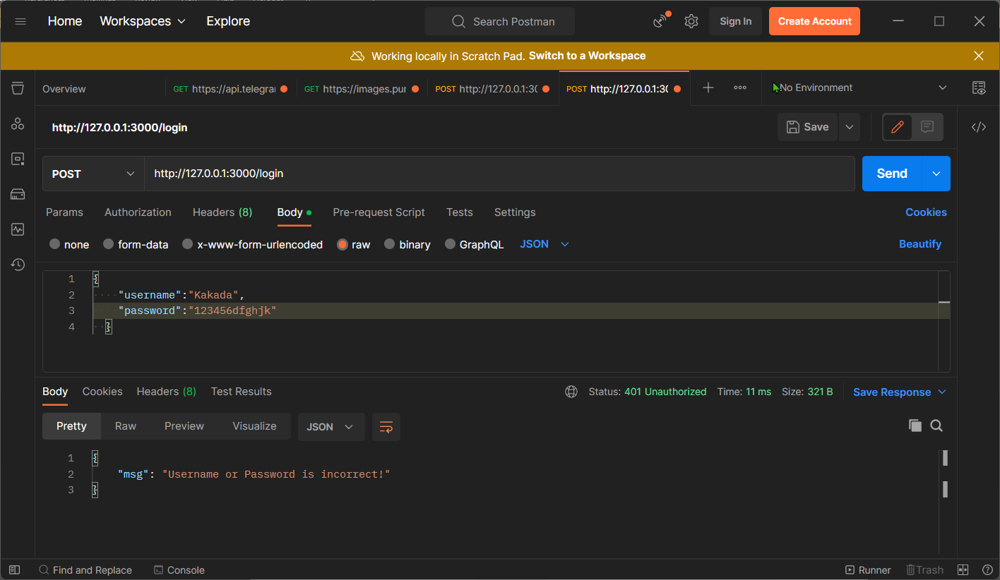 Home Workspaces Explore Search Postman Sign In Create Account
Working locally in Scratch Pad. Switch to a Workspace
Overview GET https://api.telegra GET https://images.pur POST http://127.0.0.1:30 POST http://127.0.0.1:30 No Environment
http://127.0.0.1:3000/login Save
POST http://127.0.0.1:3000/login Send
Params Authorization Headers (8) Body Pre-request Script Tests Settings Cookies
none form-data x-www-form-urlencoded raw binary GraphQL JSON Beautify
1 {
2 "username":"Kakada",
3 "password":"123456dfghjk"
4 }
Body Cookies Headers (8) Test Results Status: 401 Unauthorized Time: 11 ms Size: 321 B Save Response
Pretty Raw Preview Visualize JSON
1 {
2 "msg": "Username or Password is incorrect!"
3 }
Find and Replace Console Runner Trash